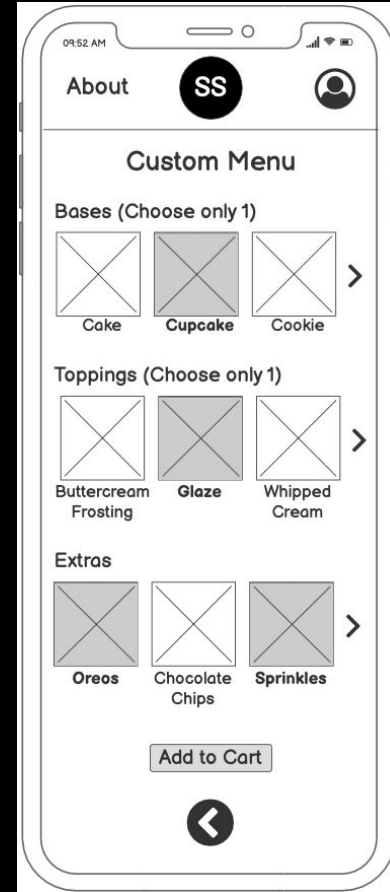 09:52 AM
About SS
Custom Menu
Bases (Choose only 1)
Cake Cupcake Cookie
Toppings (Choose only 1)
Buttercream Glaze Whipped
Frosting Cream
Extras
Oreos Chocolate Sprinkles
Chips
Add to Cart